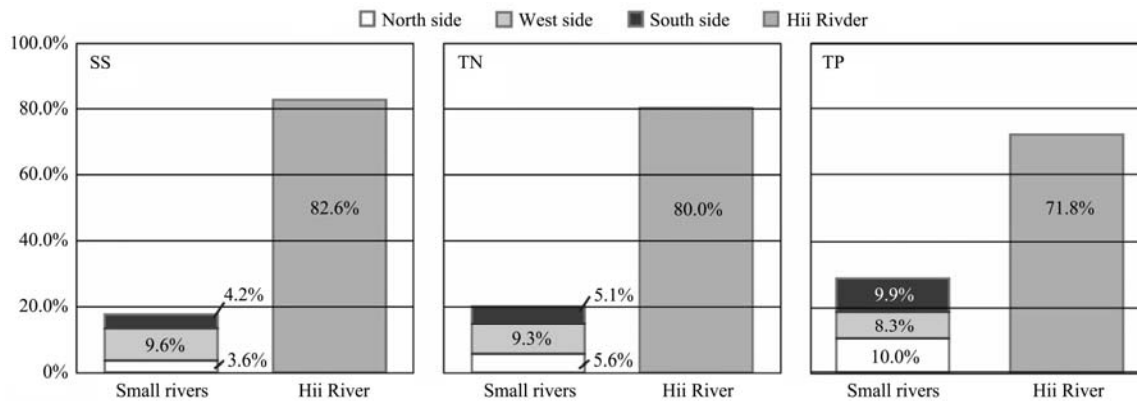 North side West side South side Hii Rivder
100.0%
80.0%
60.0%
40.0%
20.0%
0%
SS
82.6%
4.2%
9.6%
3.6%
Small rivers Hii River
TN
80.0%
5.1%
9.3%
5.6%
Small rivers Hii River
TP
71.8%
9.9%
8.3%
10.0%
Small rivers Hii River